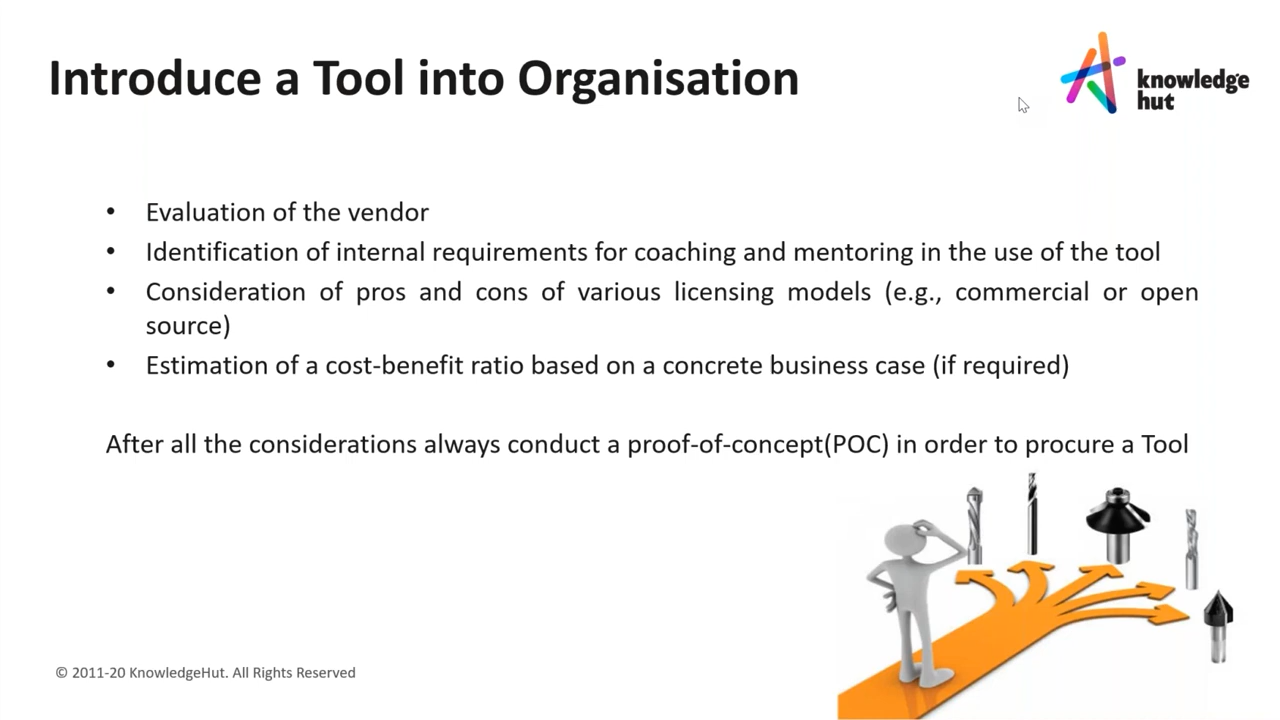 Introduce a Tool into Organisation
knowledge
hut
• Evaluation of the vendor
• Identification of internal requirements for coaching and mentoring in the use of the tool
• Consideration of pros and cons of various licensing models (e.g., commercial or open
source)
• Estimation of a cost-benefit ratio based on a concrete business case (if required)
After all the considerations always conduct a proof-of-concept(POC) in order to procure a Tool
© 2011-20 KnowledgeHut. All Rights Reserved